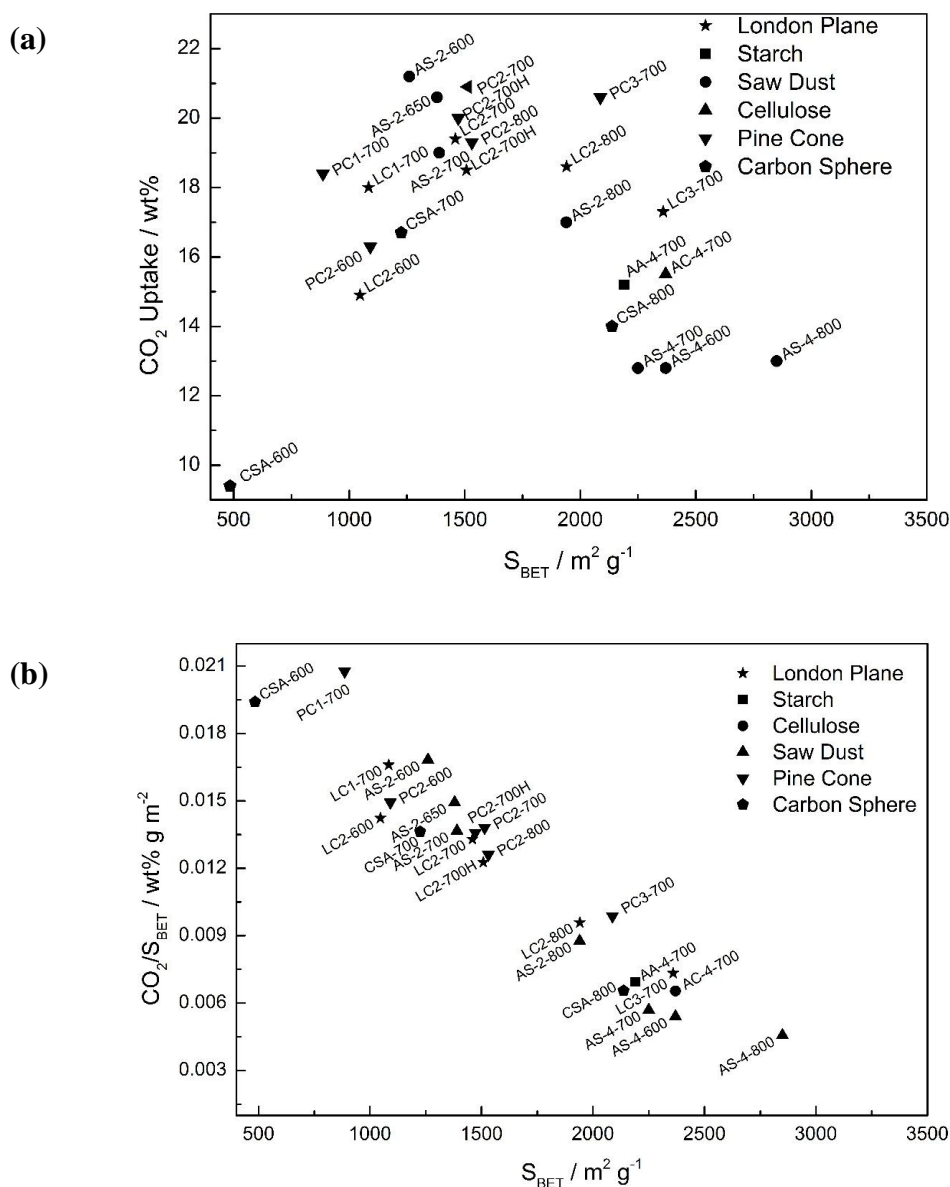 (a)
CO2 Uptake / wt%
22
20
18
16
14
12
10
500
1000
1500
2000
2500
3000
3500
SBET / m2 g-1
London Plane
Starch
Saw Dust
Cellulose
Pine Cone
Carbon Sphere
AS-2-600
PC2-700
AS-2-650
PC2-700H
LC2-700
PC3-700
PC1-700
LC1-700
AS-2-700
PC2-800
LC2-700H
LC2-800
CSA-700
AS-2-800
LC3-700
PC2-600
LC2-600
AA-4-700
AC-4-700
CSA-800
AS-4-700
AS-4-600
AS-4-800
CSA-600
(b)
CO2/SBET / wt% g m-2
0.021
0.018
0.015
0.012
0.009
0.006
0.003
500
1000
1500
2000
2500
3000
3500
SBET / m2 g-1
London Plane
Starch
Cellulose
Saw Dust
Pine Cone
Carbon Sphere
CSA-600
PC1-700
LC1-700
AS-2-600
PC2-600
LC2-600
AS-2-650
PC2-700H
PC2-700
CSA-700
AS-2-700
LC2-700
PC2-800
LC2-700H
PC3-700
LC2-800
AS-2-800
AA-4-700
CSA-800
LC3-700
AC-4-700
AS-4-700
AS-4-600
AS-4-800